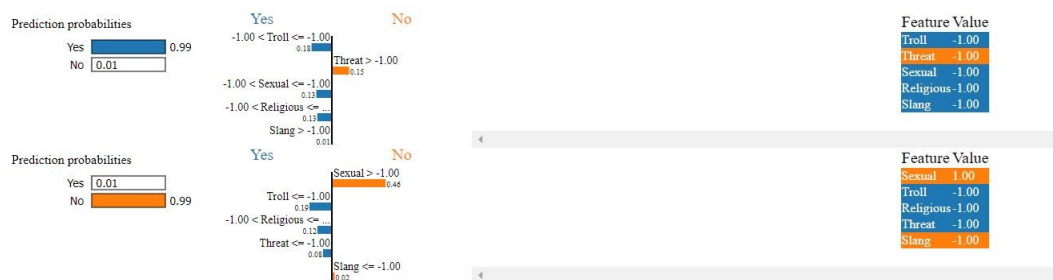 Prediction probabilities
Yes 0.99
No 0.01
Yes No
-1.00 < Troll <= -1.00
0.18
Threat > -1.00
0.15
-1.00 < Sexual <= -1.00
0.13
-1.00 < Religious <= ...
0.13
Slang > -1.00
0.01
Feature Value
Troll -1.00
Threat -1.00
Sexual -1.00
Religious -1.00
Slang -1.00
Prediction probabilities
Yes 0.01
No 0.99
Yes No
Sexual > -1.00
0.46
Troll <= -1.00
0.19
-1.00 < Religious <= ...
0.12
Threat <= -1.00
0.08
Slang <= -1.00
0.02
Feature Value
Sexual 1.00
Troll -1.00
Religious -1.00
Threat -1.00
Slang -1.00